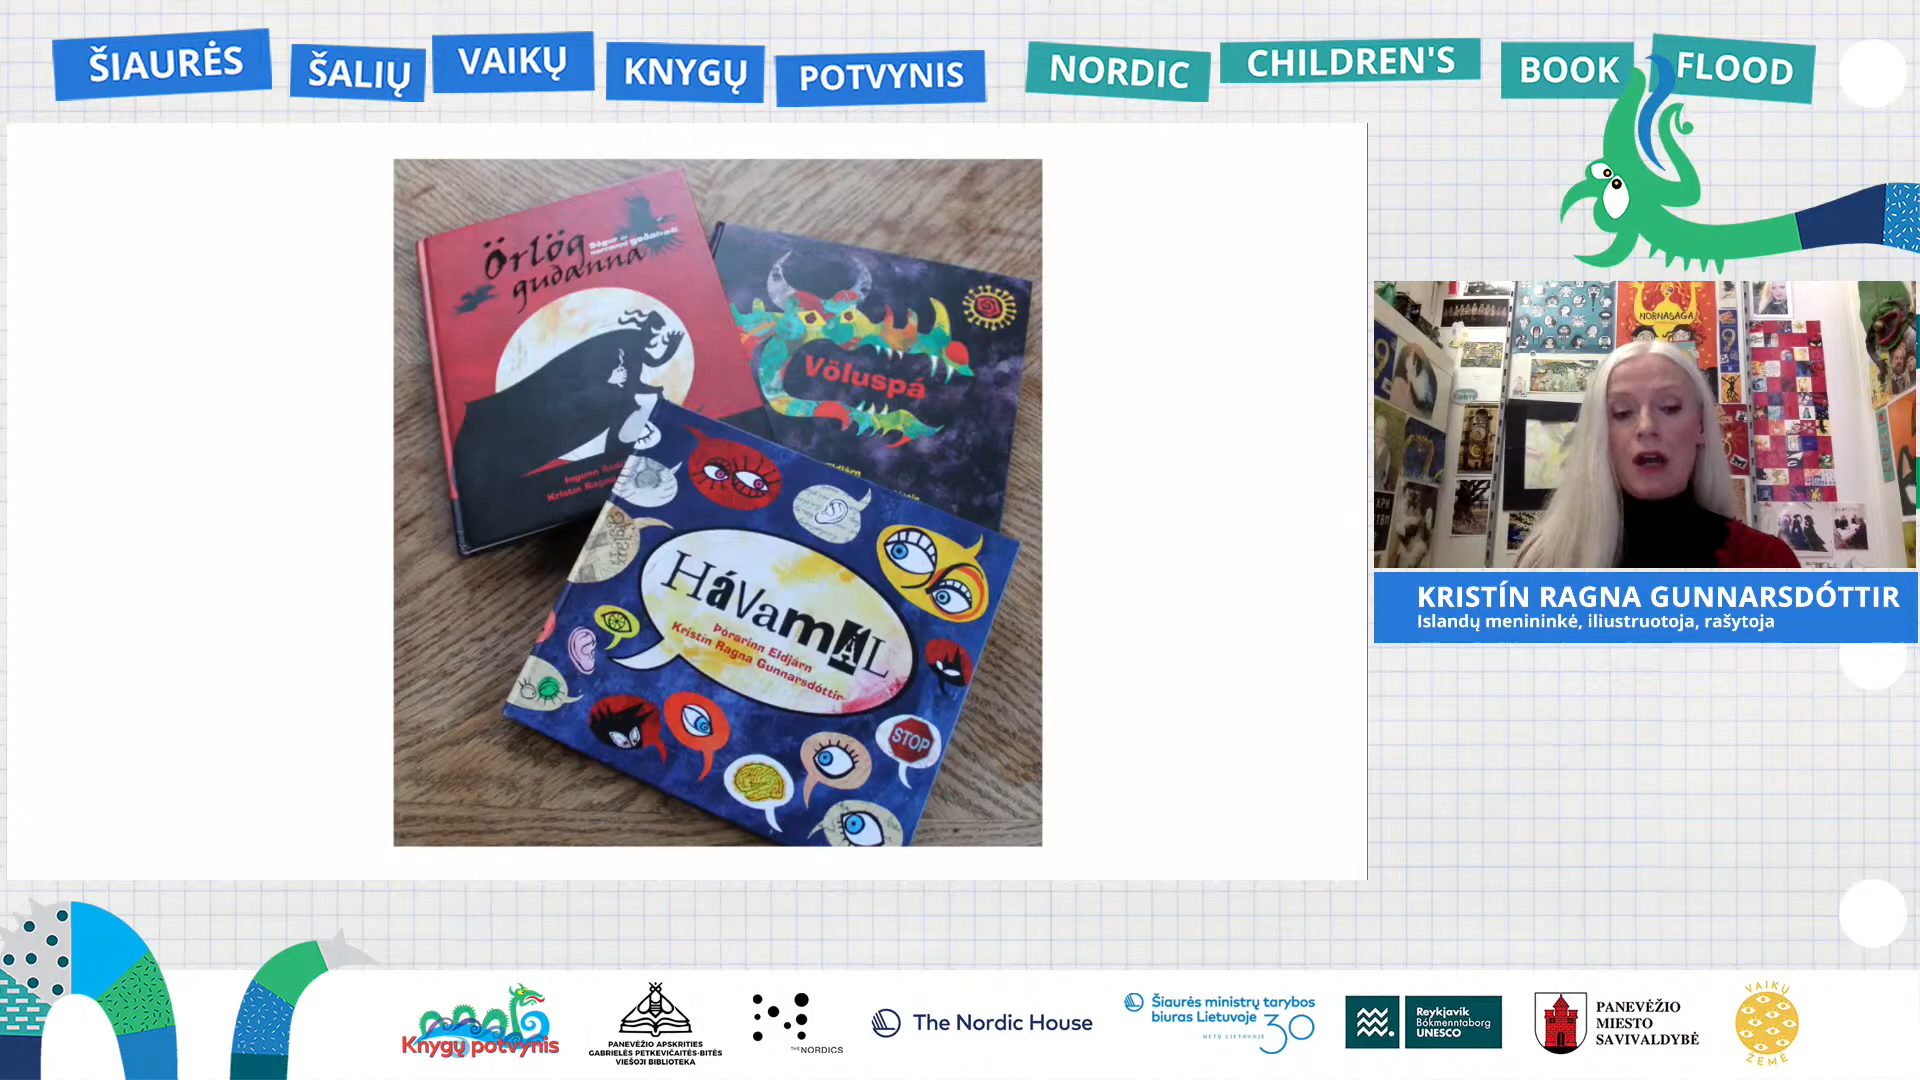 ŠIAURĖS ŠALIŲ VAIKŲ KNYGŲ POTVYNIS
NORDIC CHILDREN'S BOOK FLOOD
Örlög
guðanna
Völuspá
HávamÁL
Þórarinn Eldjárn
Kristín Ragna Gunnarsdóttir
STOP
NORNASAGA
KRISTÍN RAGNA GUNNARSDÓTTIR
Islandų menininkė, iliustruotoja, rašytoja
Knygų potvynis
PANEVĖŽIO APSKRITIES
GABRIELĖS PETKEVIČAITĖS-BITĖS
VIEŠOJI BIBLIOTEKA
THE NORDICS
The Nordic House
Šiaurės ministrų tarybos
biuras Lietuvoje
30
METŲ LIETUVOJE
Reykjavík
Bókmenntaborg
UNESCO
PANEVĖŽIO
MIESTO
SAVIVALDYBĖ
VAIKŲ
ŽEMĖ